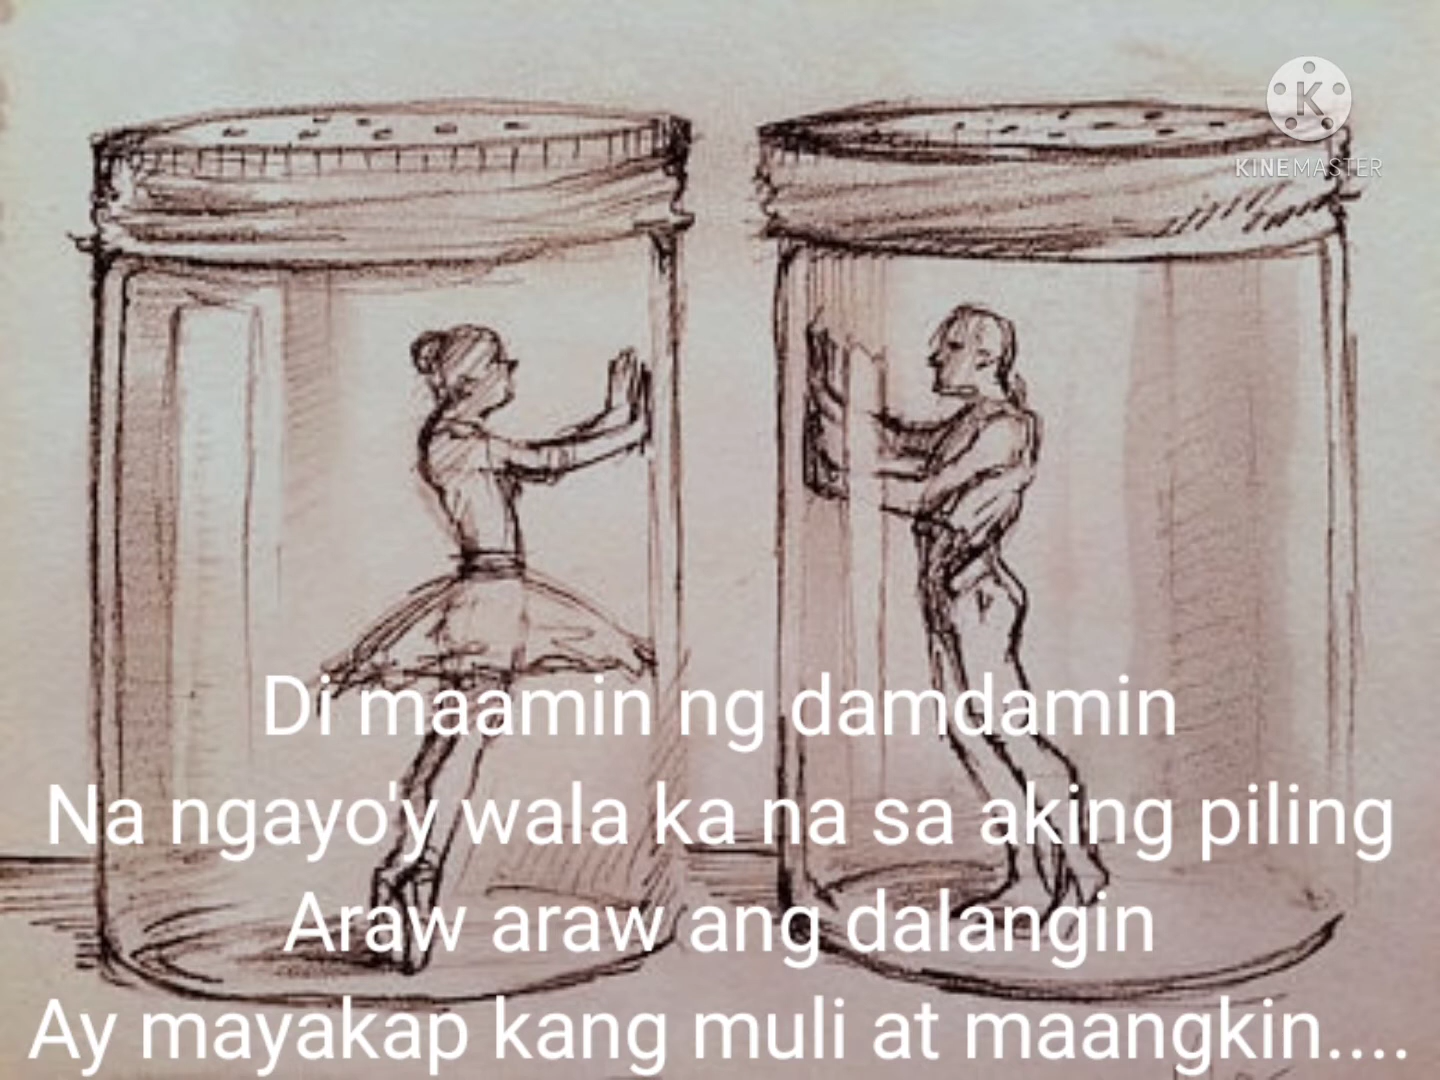 K
KINEMASTER
Di maamin ng damdamin
Na ngayo'y wala ka na sa aking piling
Araw araw ang dalangin
Ay mayakap kang muli at maangkin....